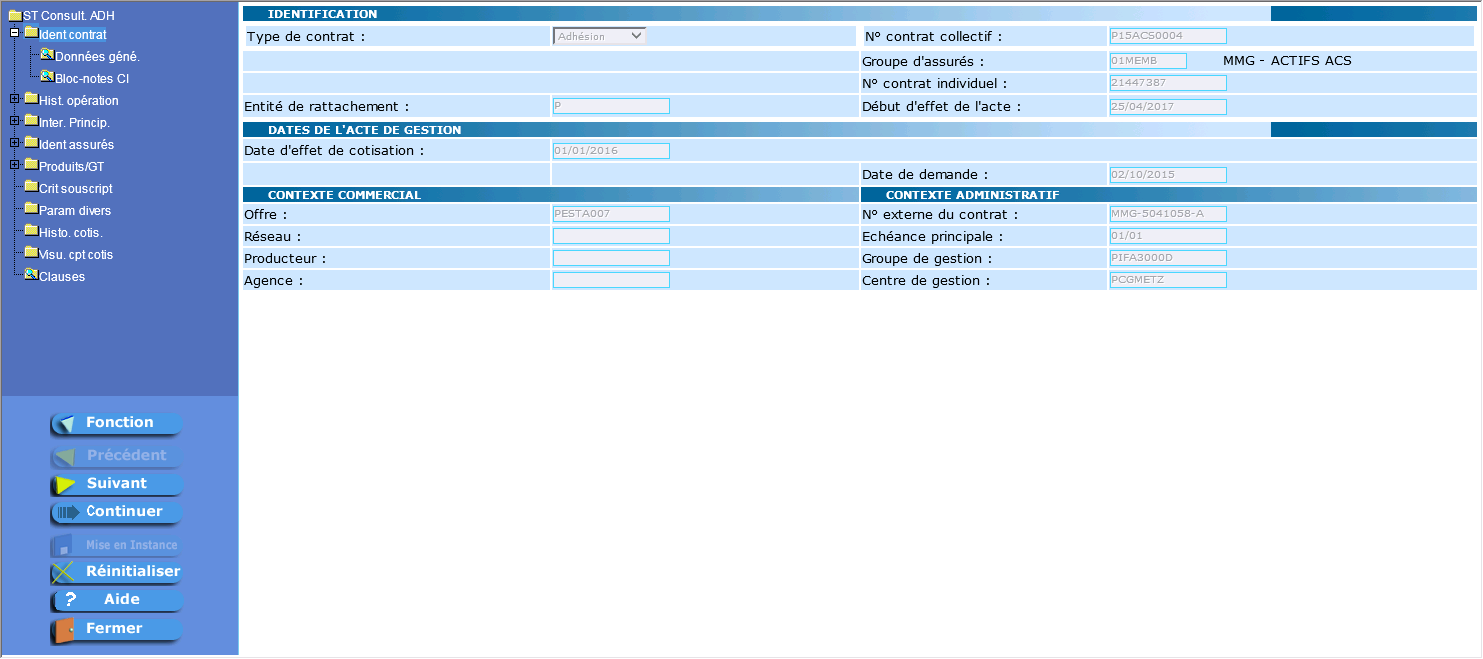 ST Consult. ADH
Ident contrat
Données géné.
Bloc-notes CI
Hist. opération
Inter. Princip.
Ident assurés
Produits/GT
Crit souscript
Param divers
Histo. cotis.
Visu. cpt cotis
Clauses
Fonction
Précédent
Suivant
Continuer
Mise en Instance
Réinitialiser
? Aide
Fermer
IDENTIFICATION
Type de contrat : Adhésion N° contrat collectif : P15ACS0004
Groupe d'assurés : 01MEMB MMG - ACTIFS ACS
N° contrat individuel : 21447387
Entité de rattachement : P Début d'effet de l'acte : 25/04/2017
DATES DE L'ACTE DE GESTION
Date d'effet de cotisation : 01/01/2016
Date de demande : 02/10/2015
CONTEXTE COMMERCIAL CONTEXTE ADMINISTRATIF
Offre : PESTA007 N° externe du contrat : MMG-5041058-A
Réseau : Echéance principale : 01/01
Producteur : Groupe de gestion : PIFA3000D
Agence : Centre de gestion : PCGMETZ